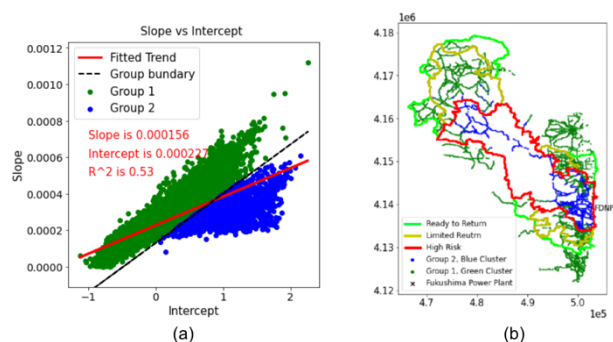 Slope vs Intercept
0.0012
0.0010
0.0008
0.0006
0.0004
0.0002
0.0000
Slope
Fitted Trend
Group bundary
Group 1
Group 2
Slope is 0.000156
Intercept is 0.000227
R^2 is 0.53
−1
0
1
2
Intercept
(a)
1e6
4.18
4.17
4.16
4.15
4.14
4.13
4.12
FDNP
Ready to Return
Limited Reutrn
High Risk
Group 2, Blue Cluster
Group 1, Green Cluster
Fukushima Power Plant
4.7
4.8
4.9
5.0
1e5
(b)